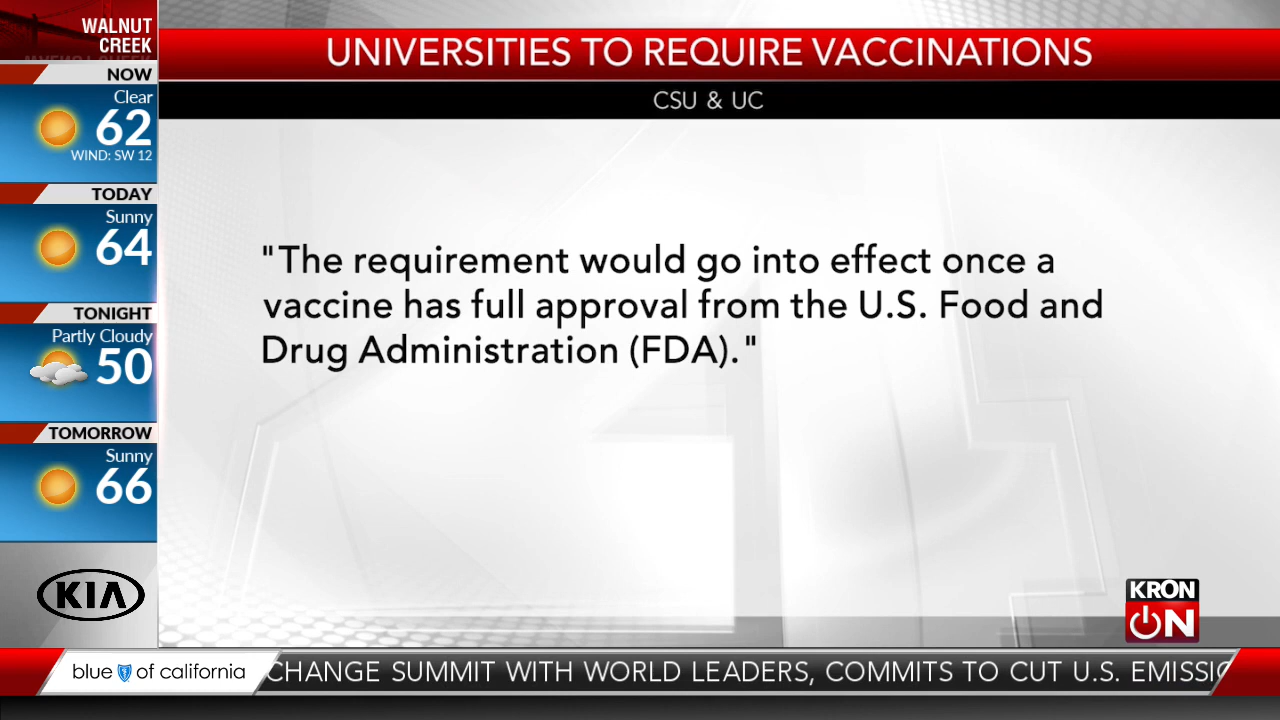 WALNUT
CREEK
NOW
Clear
62
WIND: SW 12
TODAY
Sunny
64
TONIGHT
Partly Cloudy
50
TOMORROW
Sunny
66
KIA
UNIVERSITIES TO REQUIRE VACCINATIONS
CSU & UC
"The requirement would go into effect once a
vaccine has full approval from the U.S. Food and
Drug Administration (FDA)."
KRON
ON
blue of california
CHANGE SUMMIT WITH WORLD LEADERS, COMMITS TO CUT U.S.